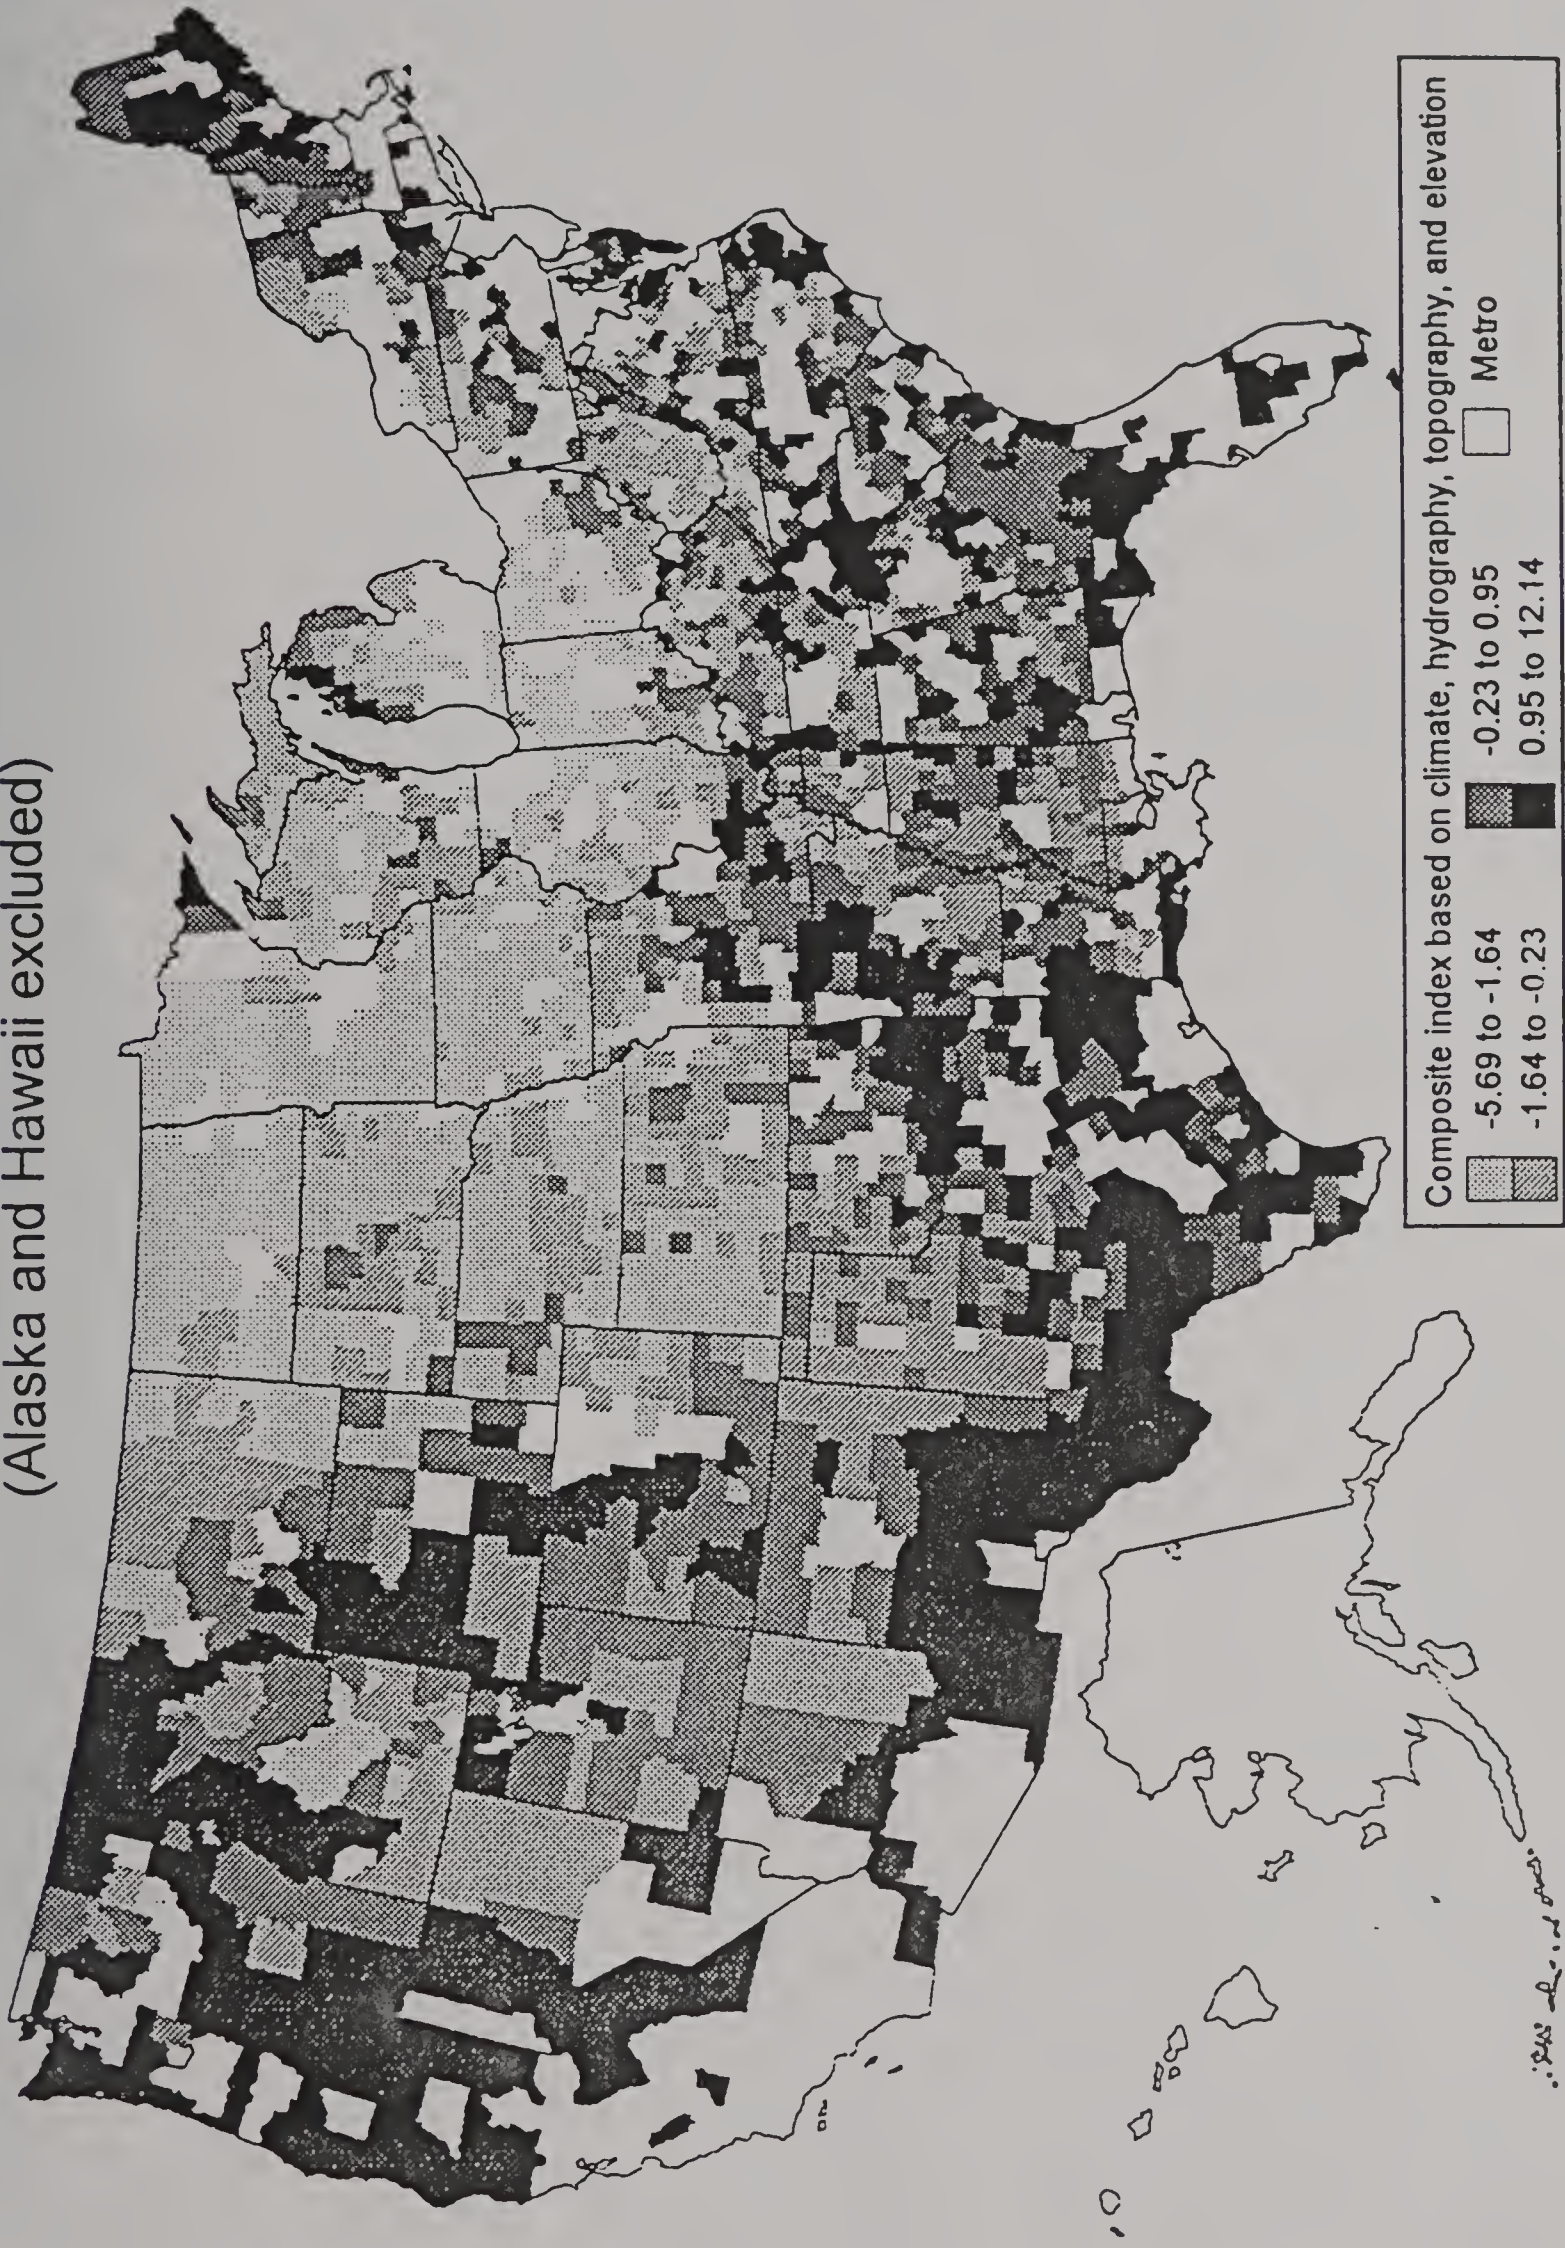 (Alaska and Hawaii excluded)
Composite index based on climate, hydrography, topography, and elevation
-5.69 to -1.64
-1.64 to -0.23
-0.23 to 0.95
0.95 to 12.14
Metro